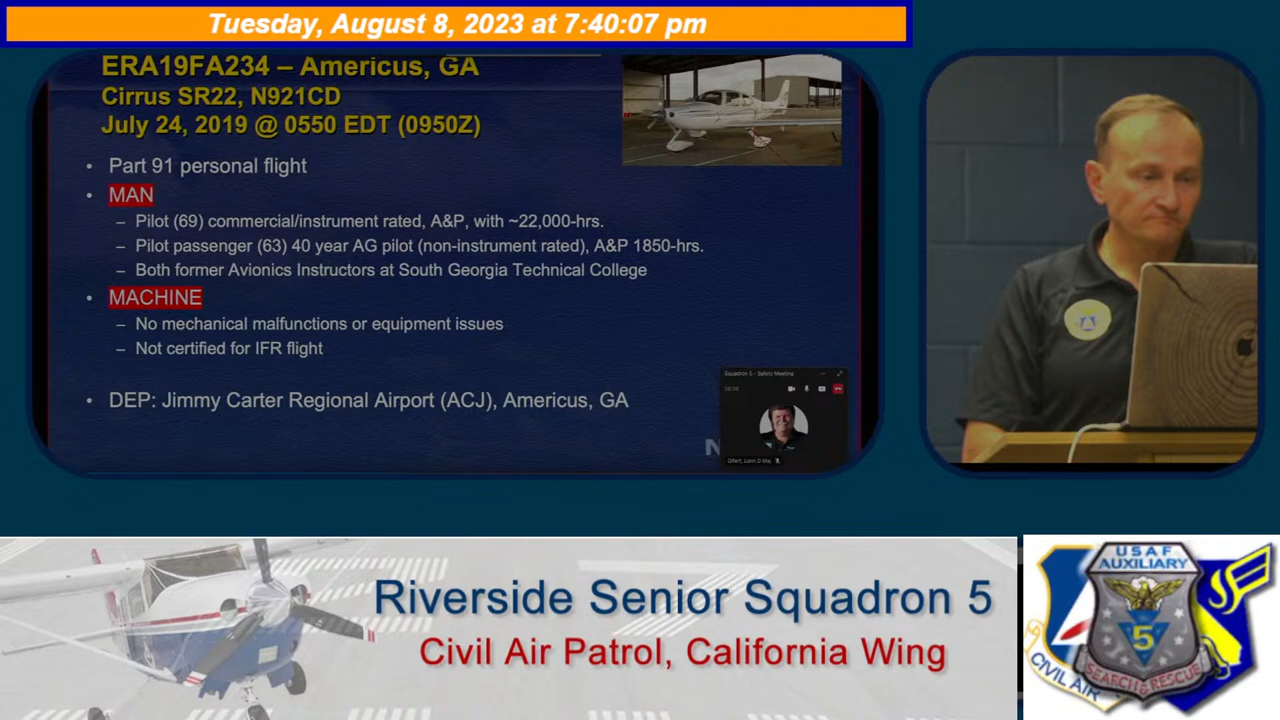 Tuesday, August 8, 2023 at 7:40:07 pm
ERA19FA234 – Americus, GA
Cirrus SR22, N921CD
July 24, 2019 @ 0550 EDT (0950Z)
• Part 91 personal flight
• MAN
– Pilot (69) commercial/instrument rated, A&P, with ~22,000-hrs.
– Pilot passenger (63) 40 year AG pilot (non-instrument rated), A&P 1850-hrs.
– Both former Avionics Instructors at South Georgia Technical College
• MACHINE
– No mechanical malfunctions or equipment issues
– Not certified for IFR flight
• DEP: Jimmy Carter Regional Airport (ACJ), Americus, GA
Squadron 5 - Safety Meeting
N
Riverside Senior Squadron 5
Civil Air Patrol, California Wing
USAF
AUXILIARY
5
SEARCH & RESCUE
CIVIL AIR